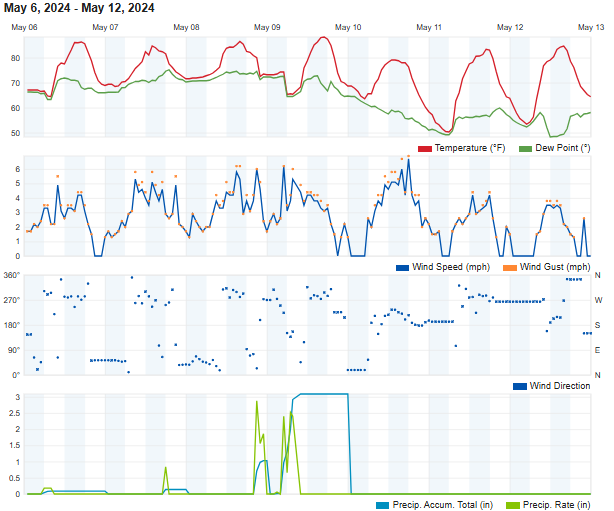 May 6, 2024 - May 12, 2024
May 06 May 07 May 08 May 09 May 10 May 11 May 12 May 13
80
70
60
50
Temperature (°F) Dew Point (°)
6
5
4
3
2
1
0
Wind Speed (mph) Wind Gust (mph)
360° N
270° W
180° S
90° E
0° N
Wind Direction
3
2.5
2
1.5
1
0.5
0
Precip. Accum. Total (in) Precip. Rate (in)